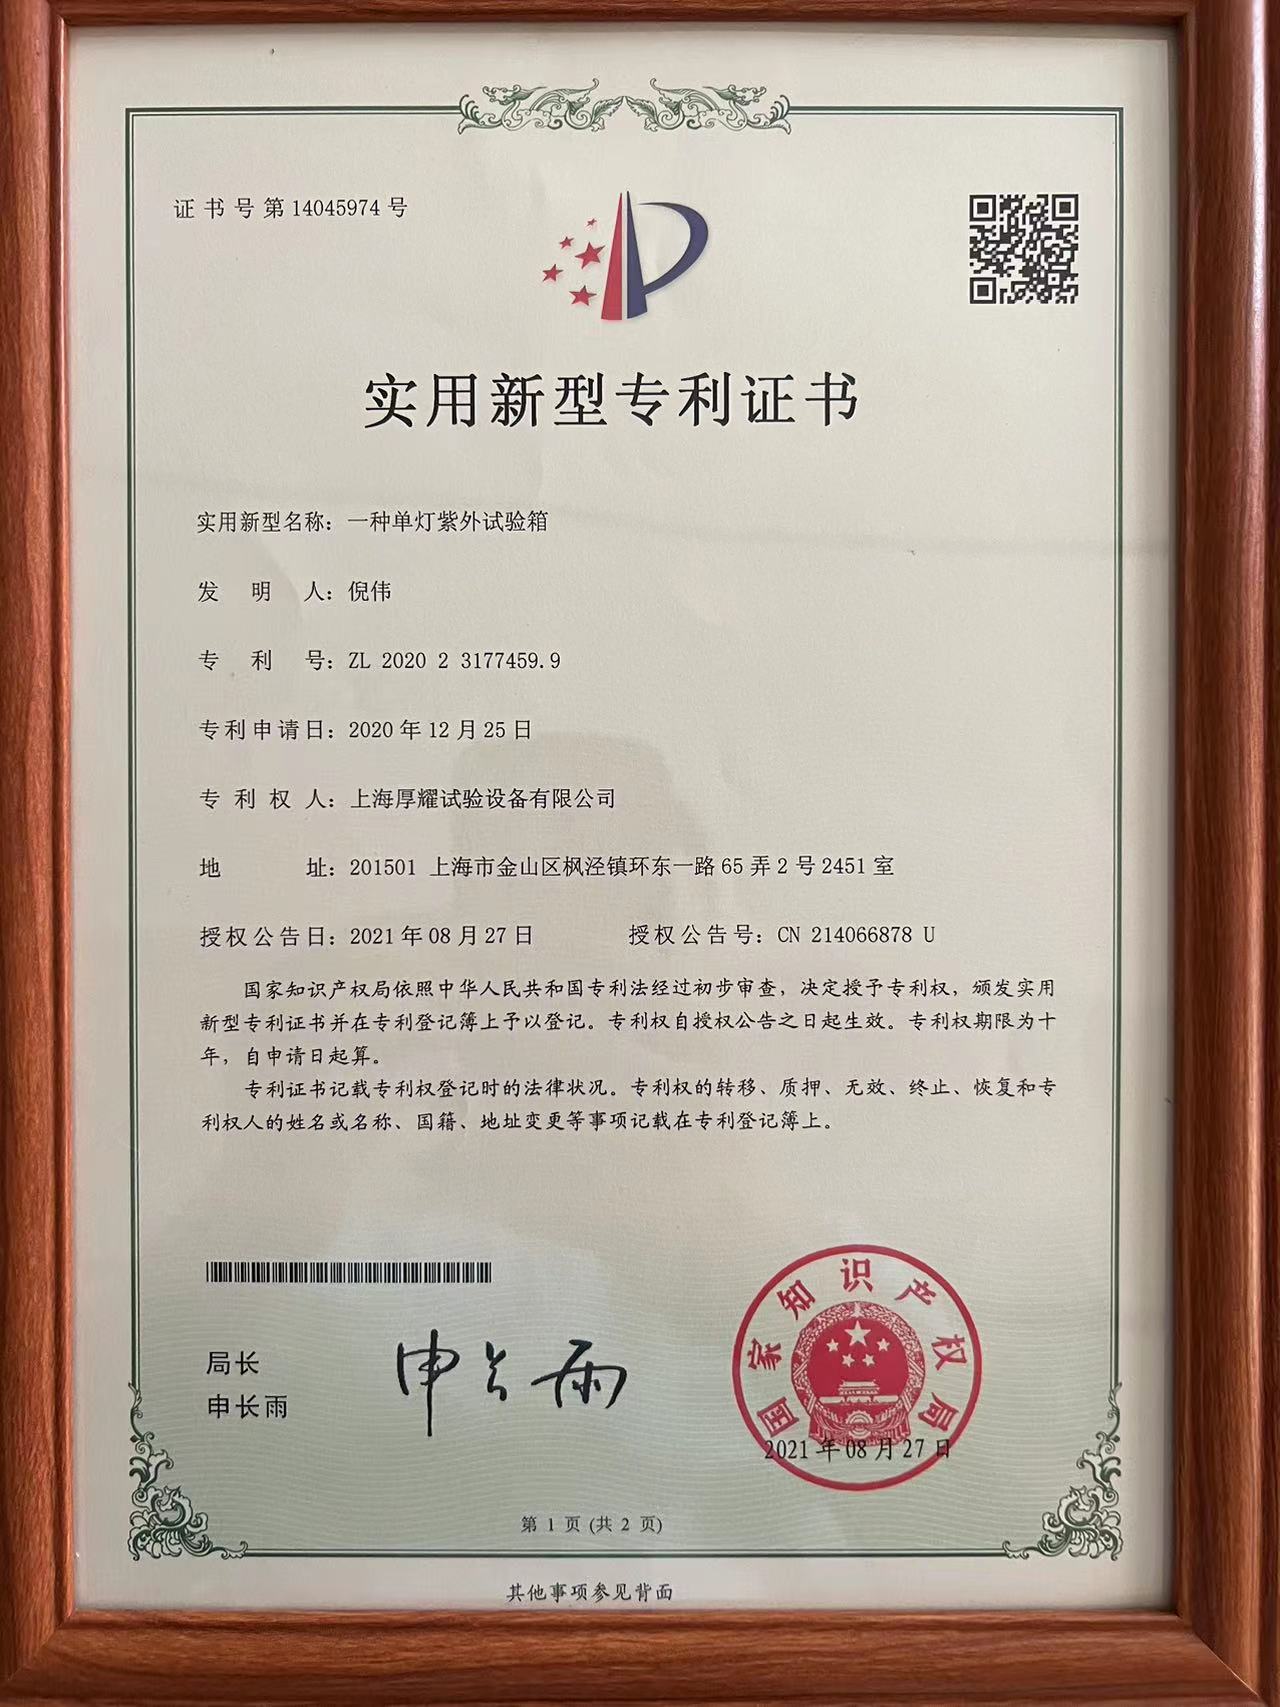 证书号第14045974号
实用新型专利证书
实用新型名称：一种单灯紫外试验箱
发明人：倪伟
专利号：ZL 2020 2 3177459.9
专利申请日：2020年12月25日
专利权人：上海厚耀试验设备有限公司
地址：201501 上海市金山区枫泾镇环东一路65弄2号2451室
授权公告日：2021年08月27日 授权公告号：CN 214066878 U
国家知识产权局依照中华人民共和国专利法经过初步审查，决定授予专利权，颁发实用
新型专利证书并在专利登记簿上予以登记。专利权自授权公告之日起生效。专利权期限为十
年，自申请日起算。
专利证书记载专利权登记时的法律状况。专利权的转移、质押、无效、终止、恢复和专
利权人的姓名或名称、国籍、地址变更等事项记载在专利登记簿上。
局长
申长雨
申长雨
国家知识产权局
2021年08月27日
第 1 页 (共 2 页)
其他事项参见背面